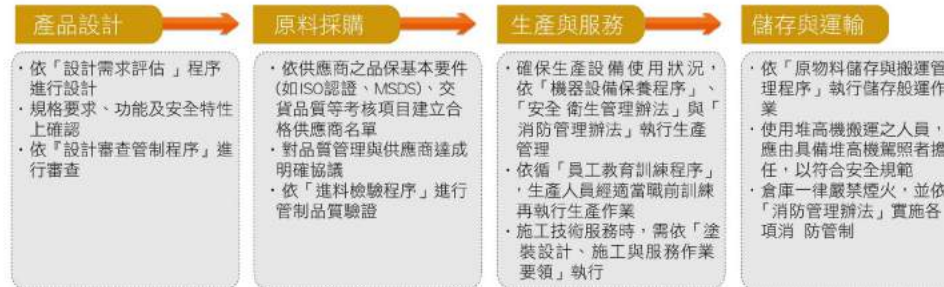 產品設計
・依「設計需求評估 」程序
進行設計
・規格要求、功能及安全特性
上確認
・依『設計審查管制程序」進
行審查
原料採購
・依供應商之品保基本要件
(如ISO認證、MSDS)、交
貨品質等考核項目建立合
格供應商名單
・對品質管理與供應商達成
明確協議
・依「進料檢驗程序」進行
管制品質驗證
生產與服務
・確保生產設備使用狀況，
依「機器設備保養程序」、
「安全 衛生管理辦法」與「
消防管理辦法」執行生產
管理
・依循「員工教育訓練程序」
，生產人員經適當職前訓練
再執行生產作業
・施工技術服務時，需依「塗
裝設計、施工與服務作業
要領」執行
儲存與運輸
・依「原物料儲存與搬運管
理程序」執行儲存般運作
業
・使用堆高機搬運之人員，
應由具備堆高機駕照者擔
任，以符合安全規範
・倉庫一律嚴禁煙火，並依
「消防管理辦法」實施各
項消 防管制